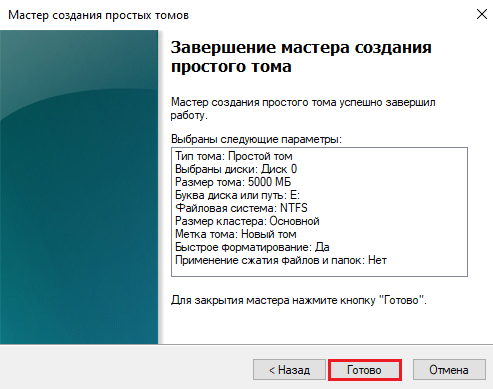 Мастер создания простых томов
Завершение мастера создания
простого тома
Мастер создания простого тома успешно завершил
работу.
Выбраны следующие параметры:
Тип тома: Простой том
Выбраны диски: Диск 0
Размер тома: 5000 МБ
Буква диска или путь: E:
Файловая система: NTFS
Размер кластера: Основной
Метка тома: Новый том
Быстрое форматирование: Да
Применение сжатия файлов и папок: Нет
Для закрытия мастера нажмите кнопку "Готово".
< Назад
Готово
Отмена